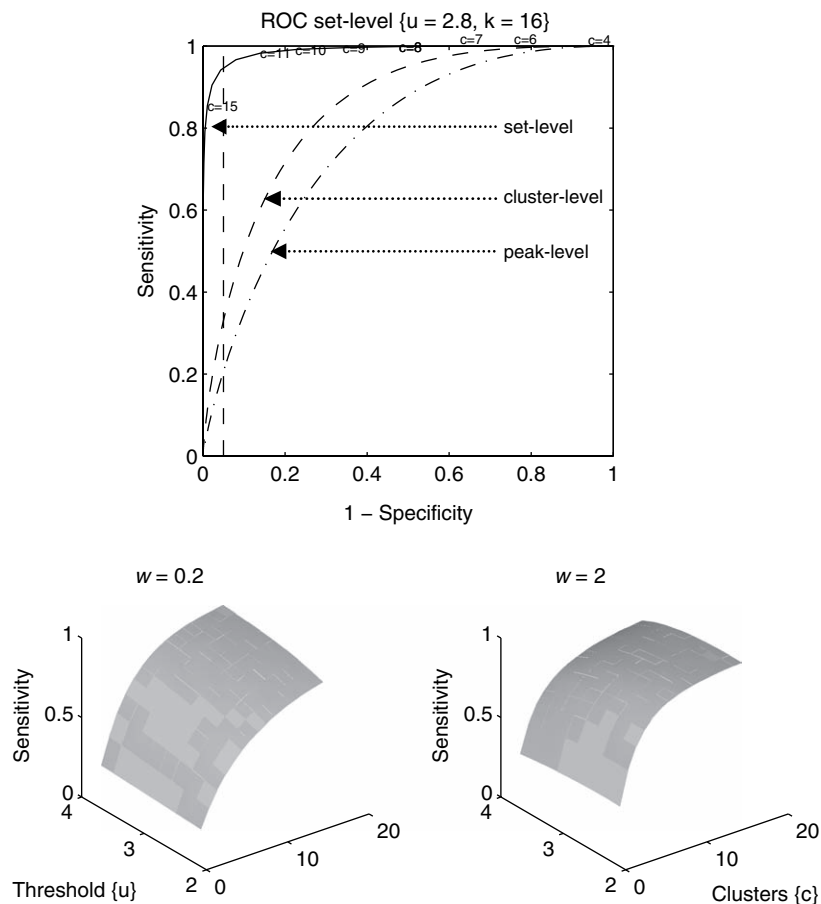 ROC set-level {u = 2.8, k = 16}
1
c=11
c=10
c=9
c=8
c=7
c=6
c=4
c=15
0.8
set-level
cluster-level
0.6
peak-level
0.4
0.2
0
Sensitivity
0 0.2 0.4 0.6 0.8 1
1 – Specificity
w = 0.2
1
0.5
0
Sensitivity
4
3
2
Threshold {u}
0
10
20
w = 2
1
0.5
0
Sensitivity
4
3
2
0
10
20
Clusters {c}